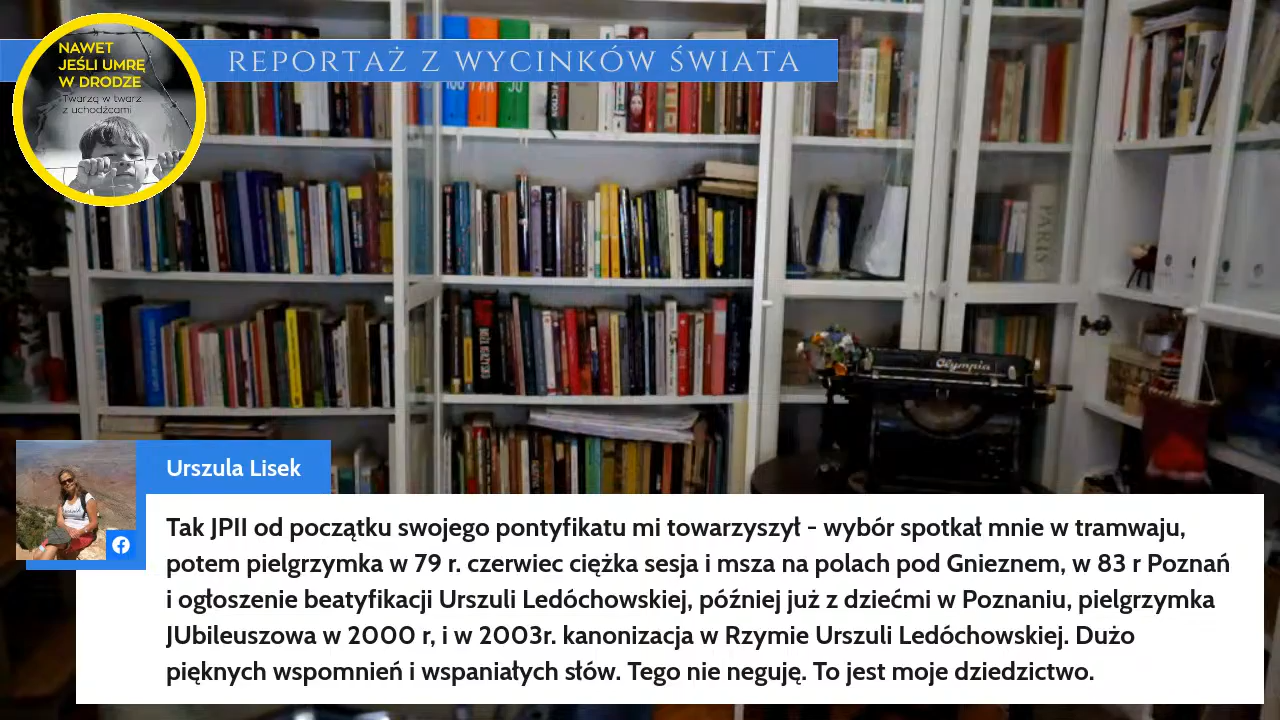 NAWET
JEŚLI UMRĘ
W DRODZE
Twarzą w twarz
z uchodźcami
REPORTAŻ Z WYCINKÓW ŚWIATA
PARIS
Olympia
Urszula Lisek
Tak JPII od początku swojego pontyfikatu mi towarzyszył - wybór spotkał mnie w tramwaju,
potem pielgrzymka w 79 r. czerwiec ciężka sesja i msza na polach pod Gnieznem, w 83 r Poznań
i ogłoszenie beatyfikacji Urszuli Ledóchowskiej, później już z dziećmi w Poznaniu, pielgrzymka
JUbileuszowa w 2000 r, i w 2003r. kanonizacja w Rzymie Urszuli Ledóchowskiej. Dużo
pięknych wspomnień i wspaniałych słów. Tego nie neguję. To jest moje dziedzictwo.